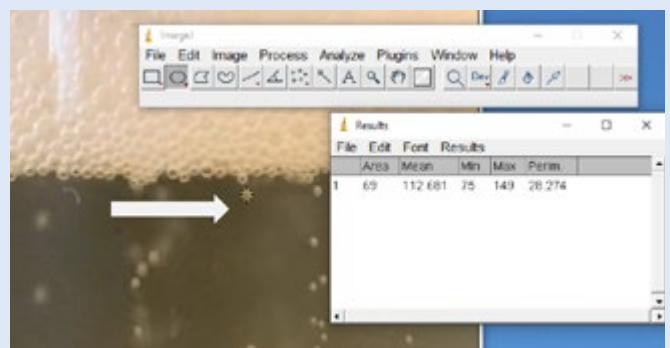 ImageJ
File Edit Image Process Analyze Plugins Window Help
A Dev >>
Results
File Edit Font Results
Area Mean Min Max Perim.
1 69 112.681 75 149 28.274